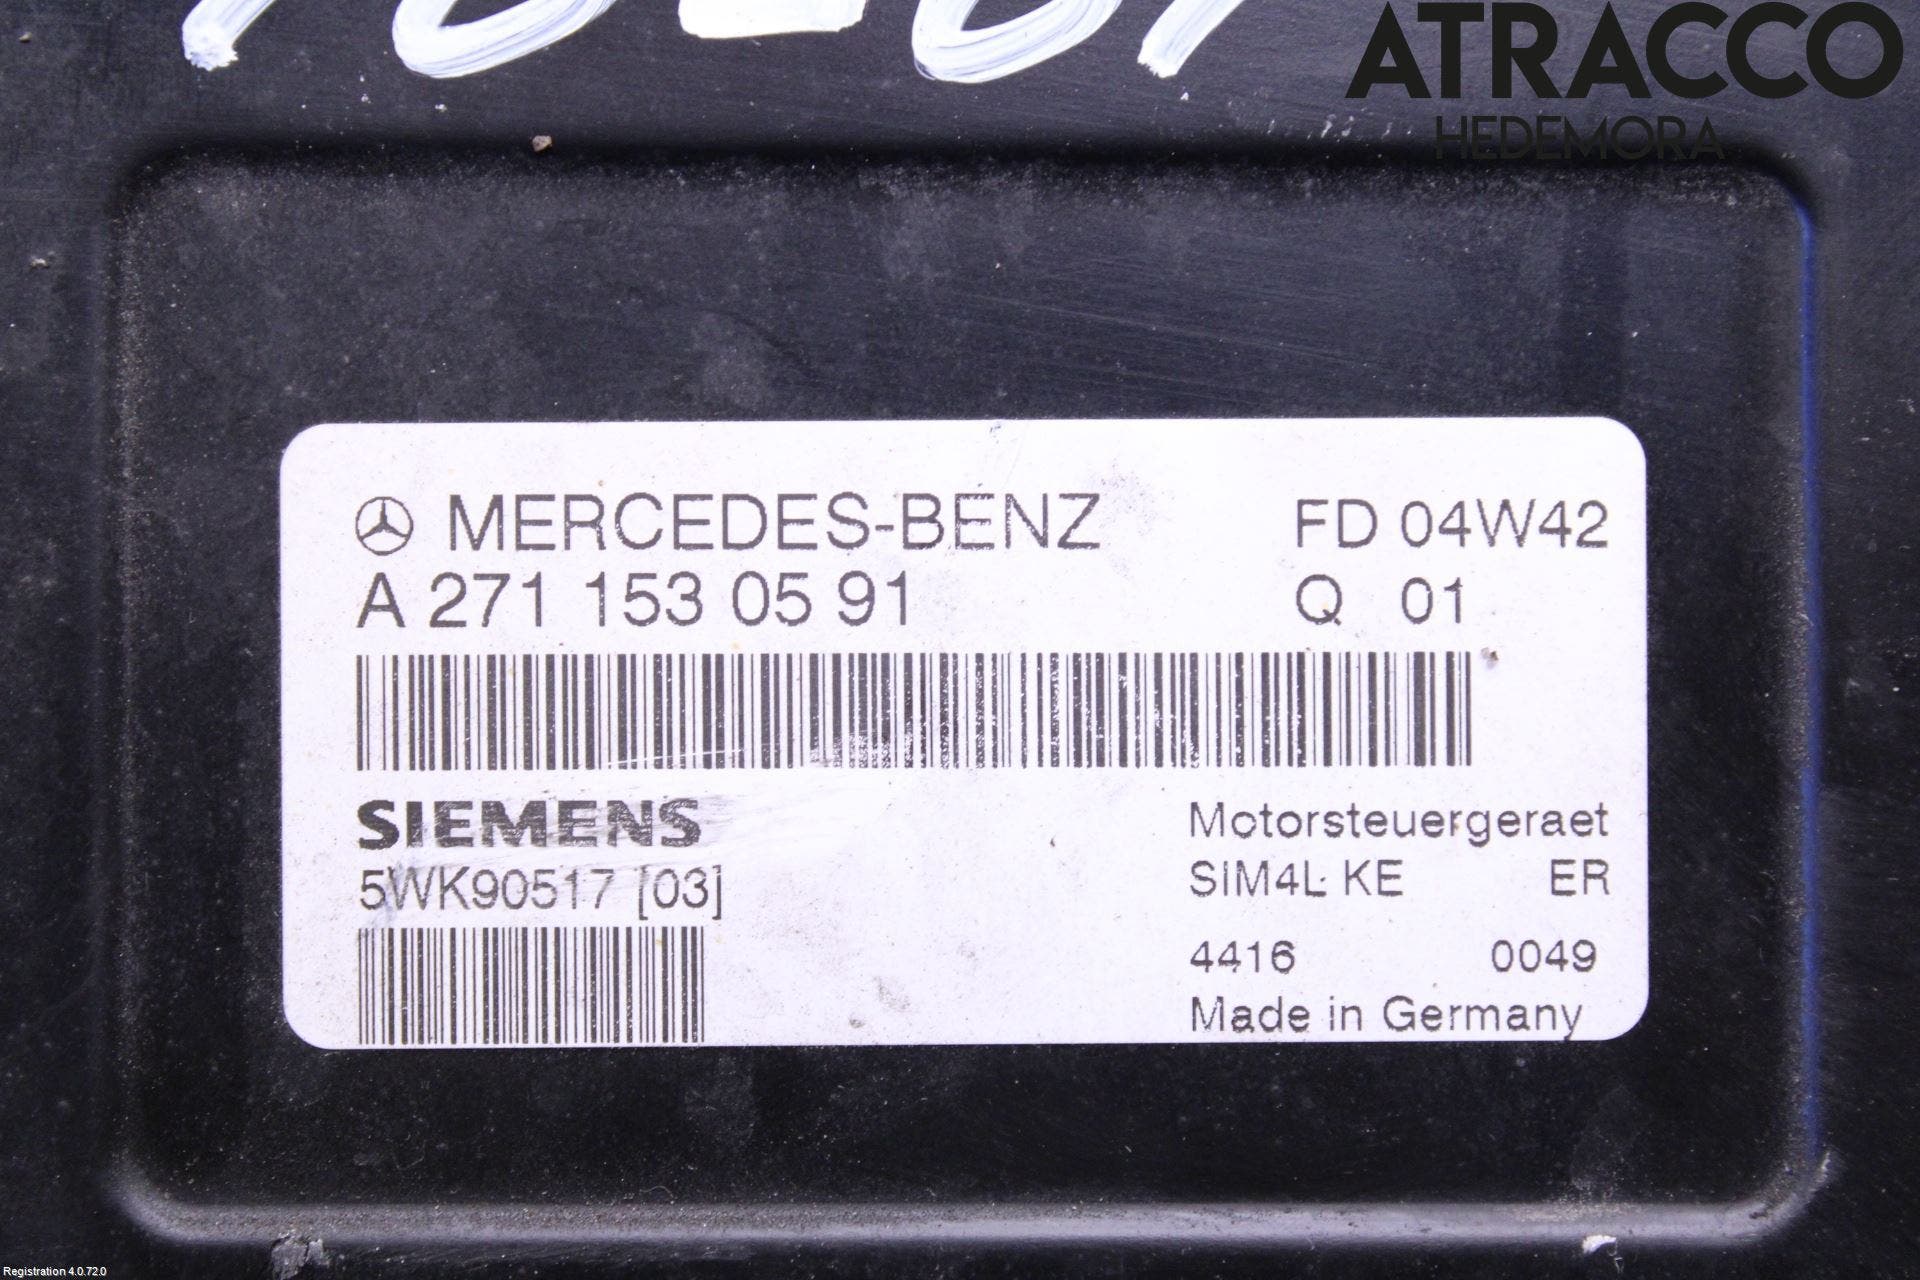 ATRACCO
HEDEMORA
MERCEDES-BENZ FD 04W42
A 271 153 05 91 Q 01
SIEMENS Motorsteuergeraet
5WK90517 [03] SIM4L KE ER
4416 0049
Made in Germany
Registration 4.0.72.0